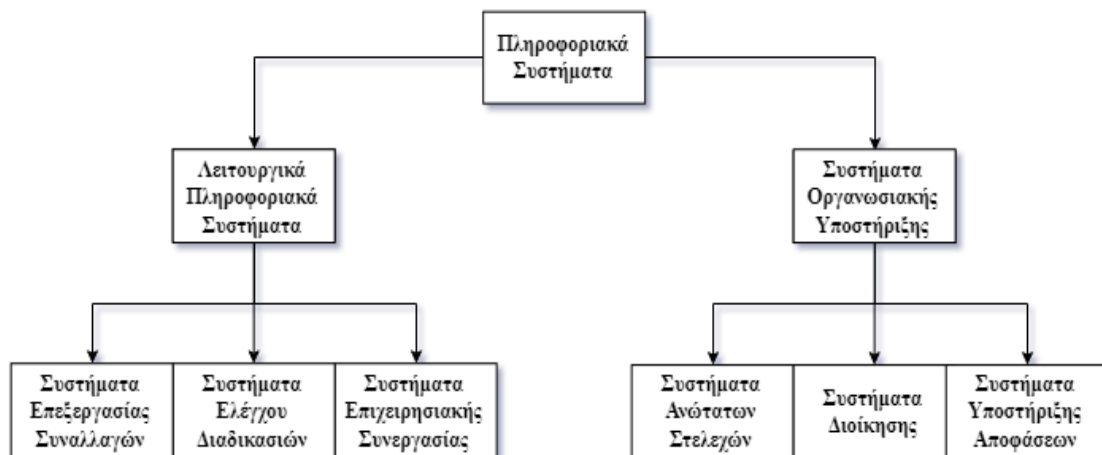 Πληροφοριακά
Συστήματα
Λειτουργικά
Πληροφοριακά
Συστήματα
Συστήματα
Οργανωσιακής
Υποστήριξης
Συστήματα
Επεξεργασίας
Συναλλαγών
Συστήματα
Ελέγχου
Διαδικασιών
Συστήματα
Επιχειρησιακής
Συνεργασίας
Συστήματα
Ανώτατων
Στελεχών
Συστήματα
Διοίκησης
Συστήματα
Υποστήριξης
Αποφάσεων